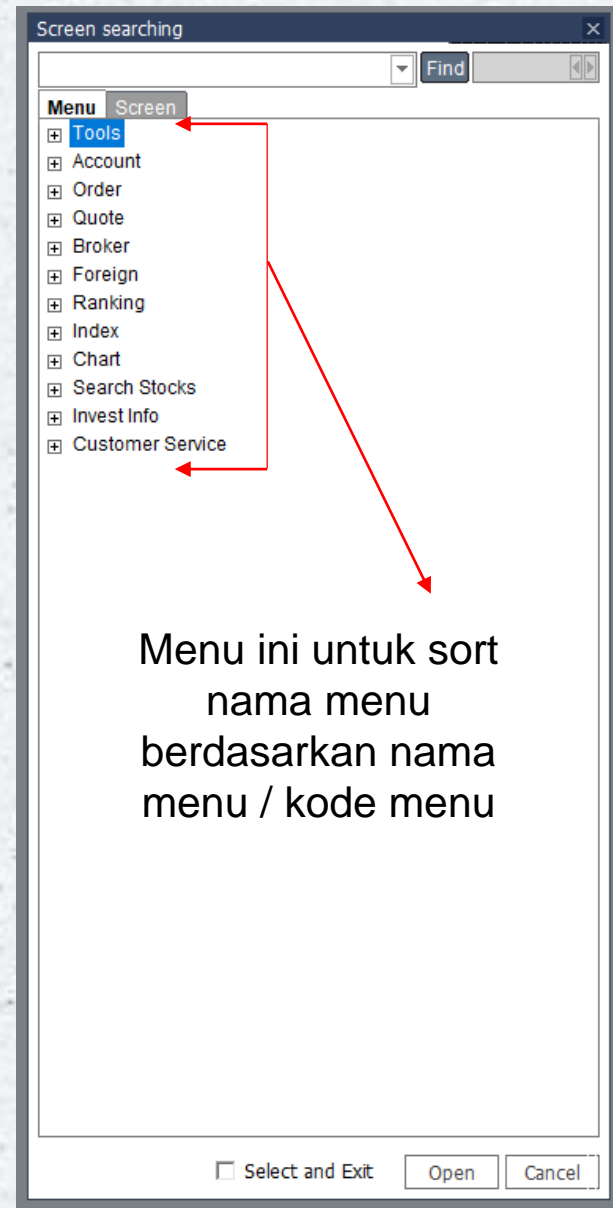 Screen searching
Find
Menu Screen
Tools
Account
Order
Quote
Broker
Foreign
Ranking
Index
Chart
Search Stocks
Invest Info
Customer Service
Menu ini untuk sort
nama menu
berdasarkan nama
menu / kode menu
Select and Exit Open Cancel